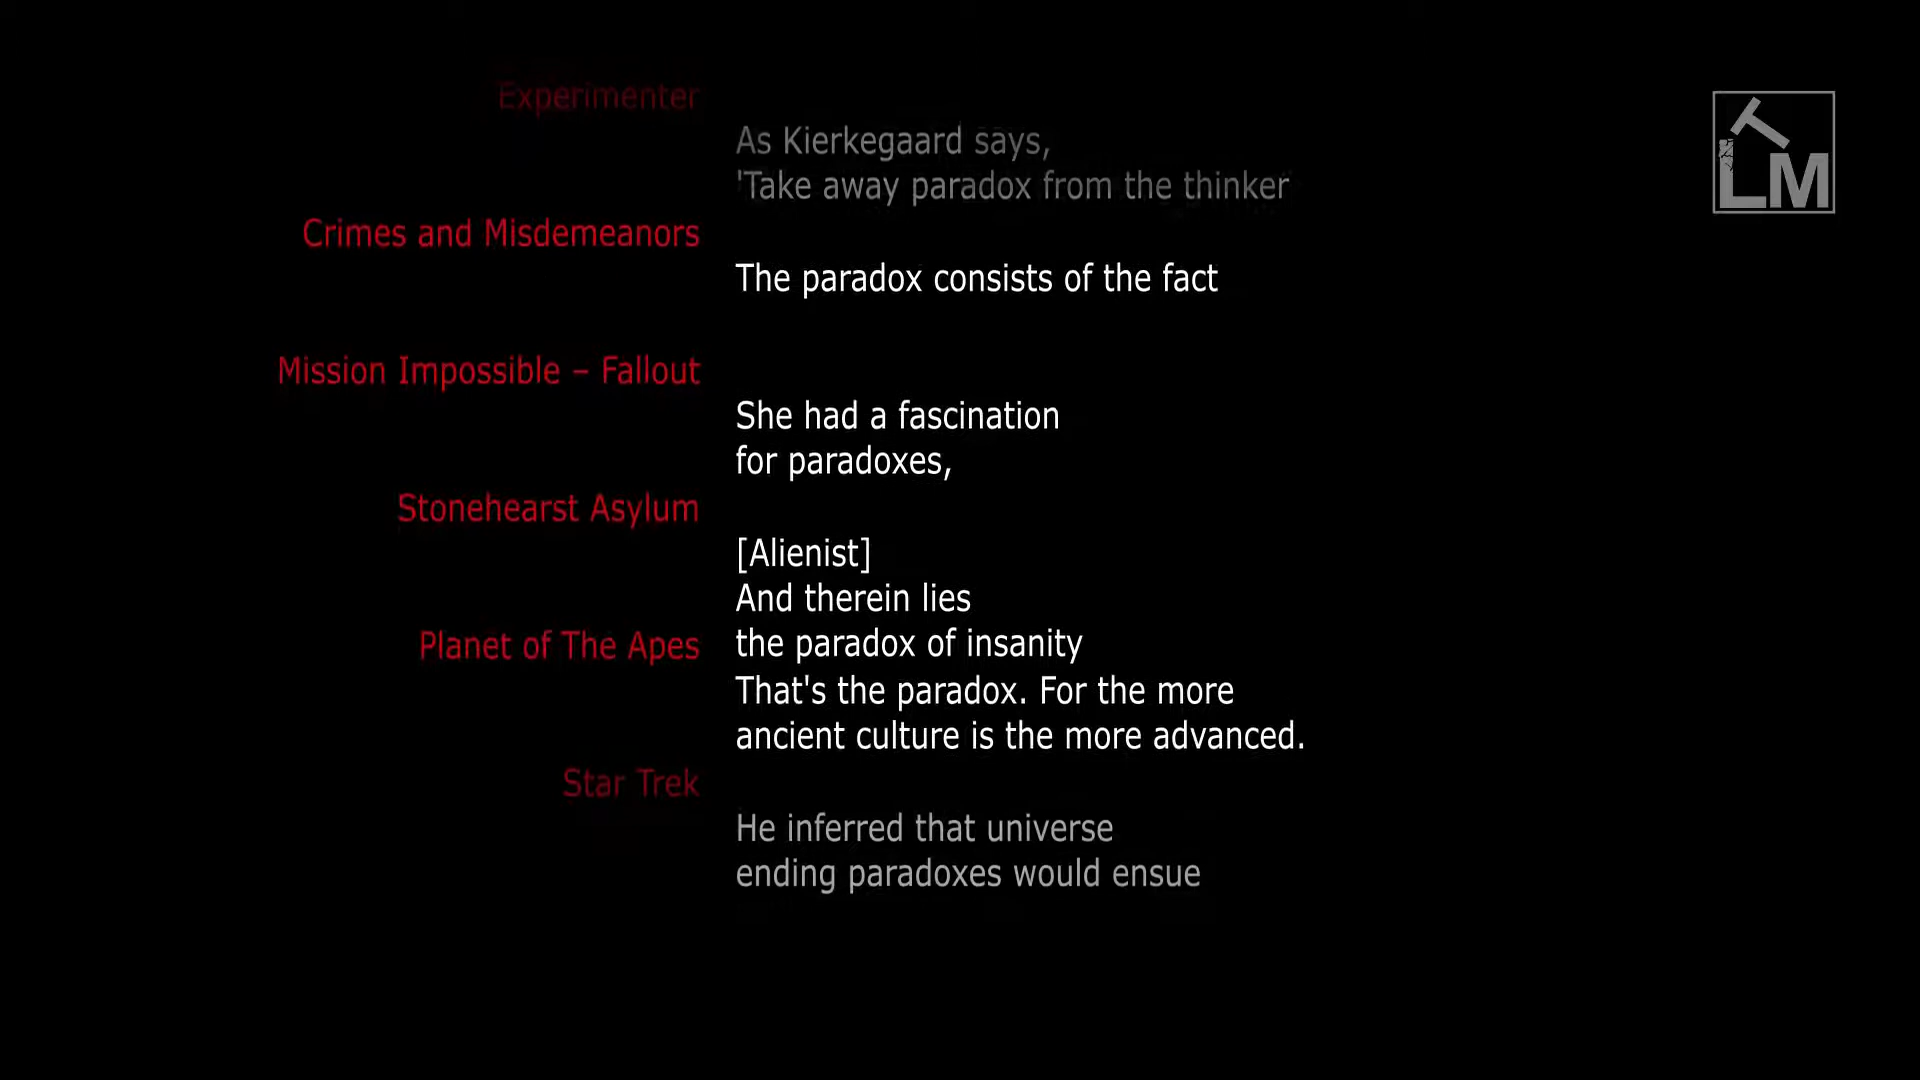 Experimenter
As Kierkegaard says,
'Take away paradox from the thinker
Crimes and Misdemeanors
The paradox consists of the fact
Mission Impossible – Fallout
She had a fascination
for paradoxes,
Stonehearst Asylum
[Alienist]
And therein lies
the paradox of insanity
Planet of The Apes
That's the paradox. For the more
ancient culture is the more advanced.
Star Trek
He inferred that universe
ending paradoxes would ensue
LM